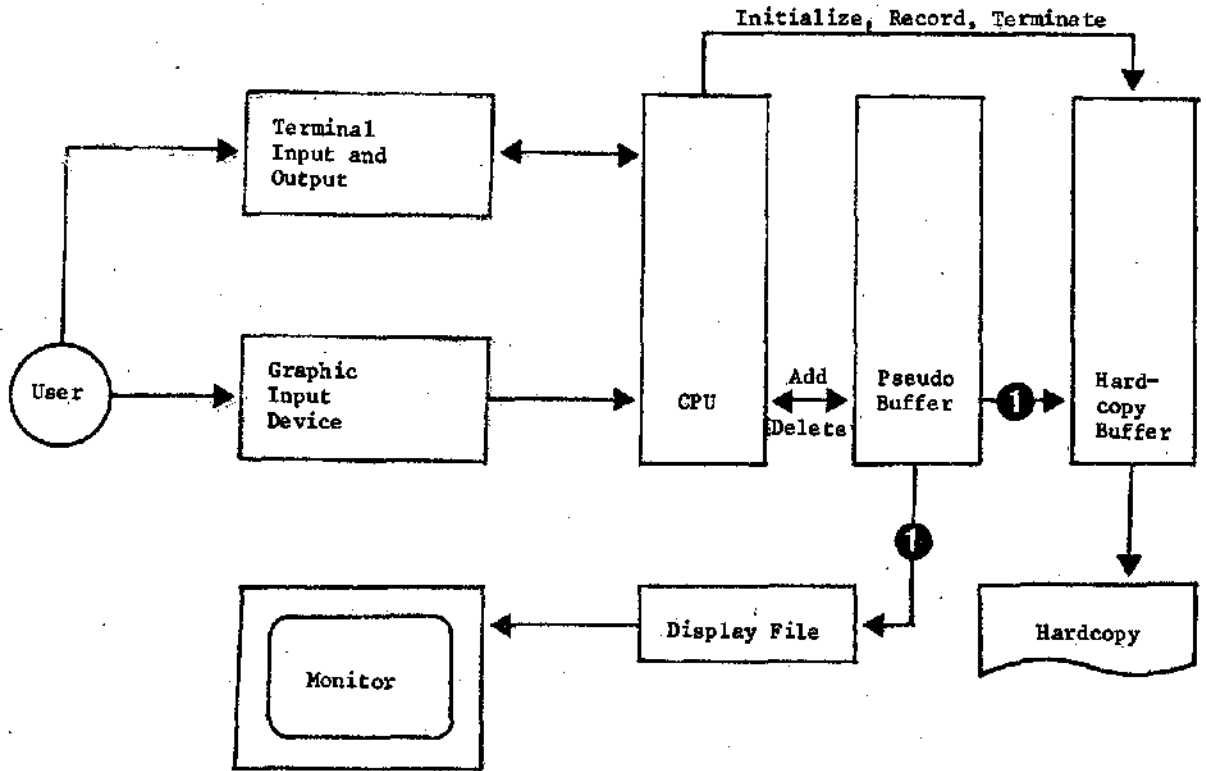 Initialize, Record, Terminate
Terminal
Input and
Output
User
Graphic
Input
Device
CPU
Add
Delete
Pseudo
Buffer
1
Hard-
copy
Buffer
1
Display File
Hardcopy
Monitor